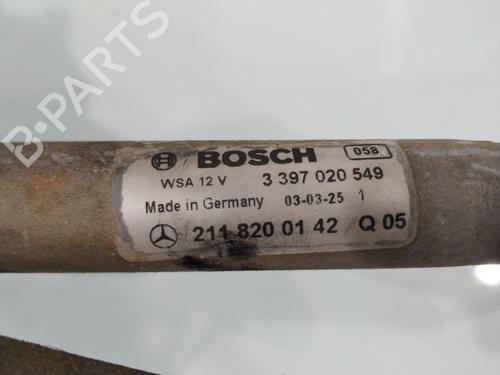 B-PARTS
BOSCH 058
WSA 12 V 3 397 020 549
Made in Germany 03-03-25 1
211 820 01 42 Q 05